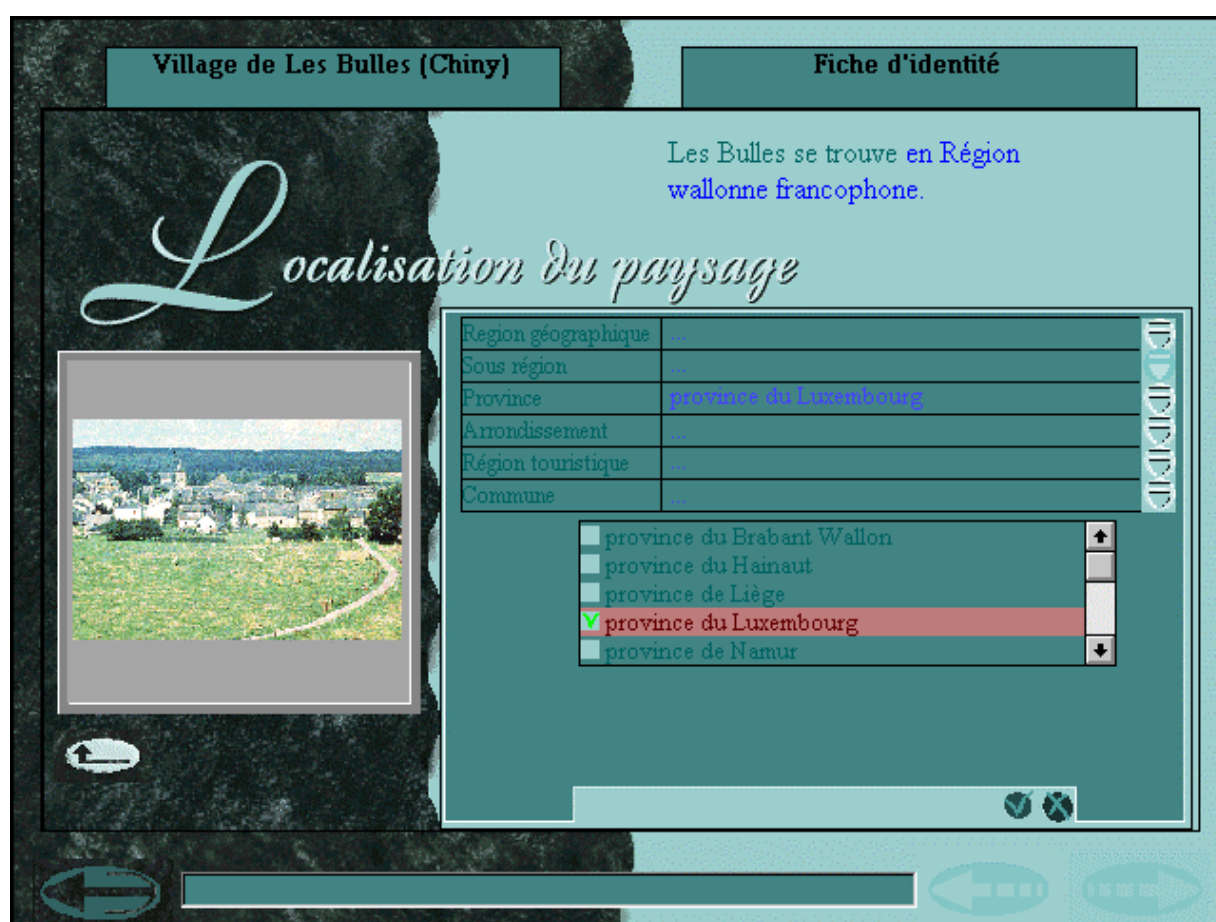 Village de Les Bulles (Chiny)
Fiche d'identité
Les Bulles se trouve en Région
wallonne francophone.
Localisation du paysage
Region géographique ...
Sous région ...
Province province du Luxembourg
Arrondissement ...
Région touristique ...
Commune ...
province du Brabant Wallon
province du Hainaut
province de Liège
province du Luxembourg
province de Namur